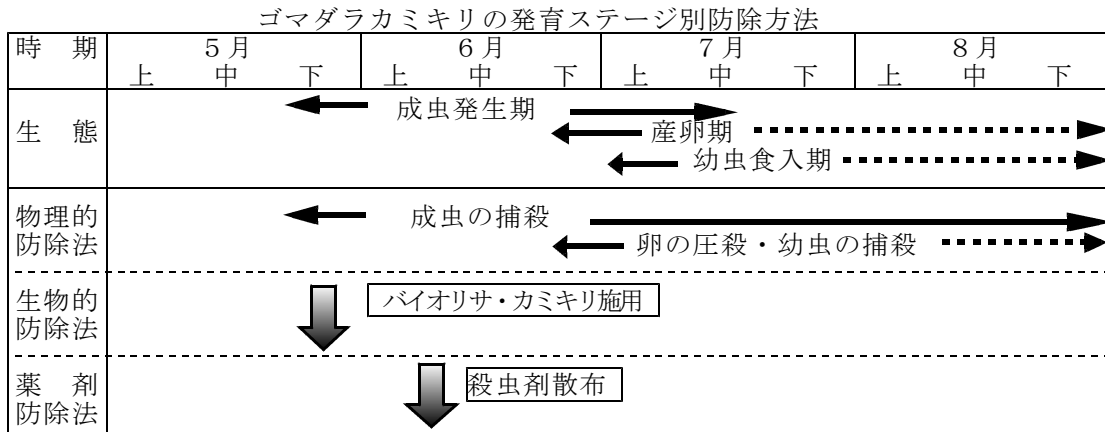 ゴマダラカミキリの発育ステージ別防除方法
時 期 5月 6月 7月 8月
上 中 下 上 中 下 上 中 下 上 中 下
生 態 成虫発生期
産卵期
幼虫食入期
物理的 成虫の捕殺
防除法 卵の圧殺・幼虫の捕殺
生物的 バイオリサ・カミキリ施用
防除法
薬 剤 殺虫剤散布
防除法